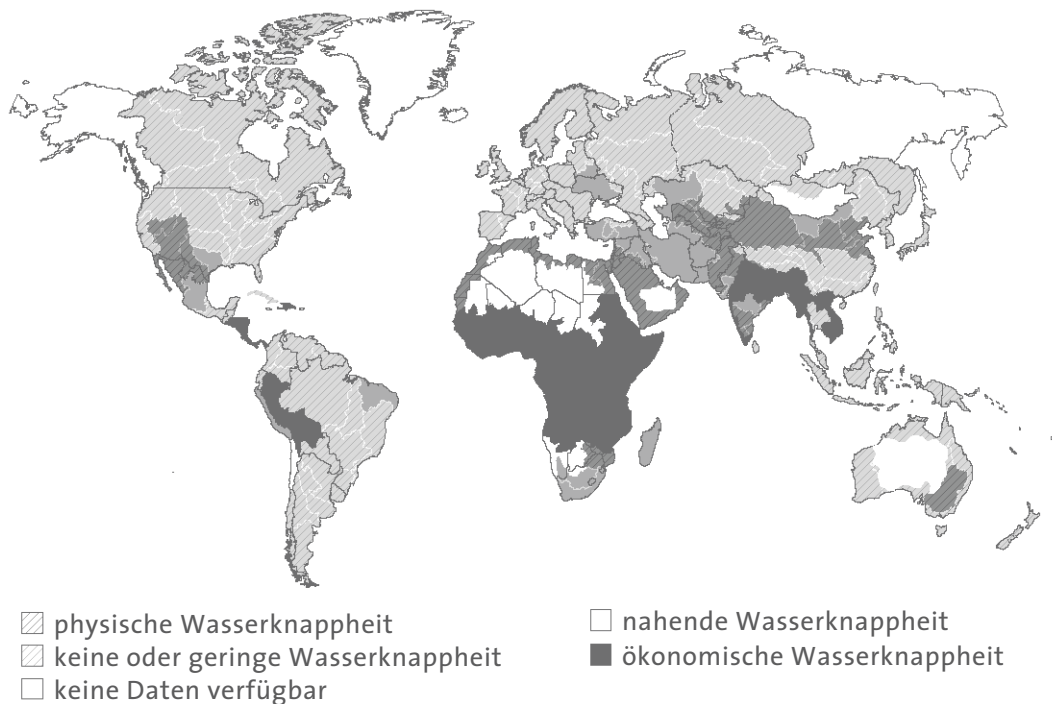 physische Wasserknappheit
keine oder geringe Wasserknappheit
keine Daten verfügbar
nahende Wasserknappheit
ökonomische Wasserknappheit